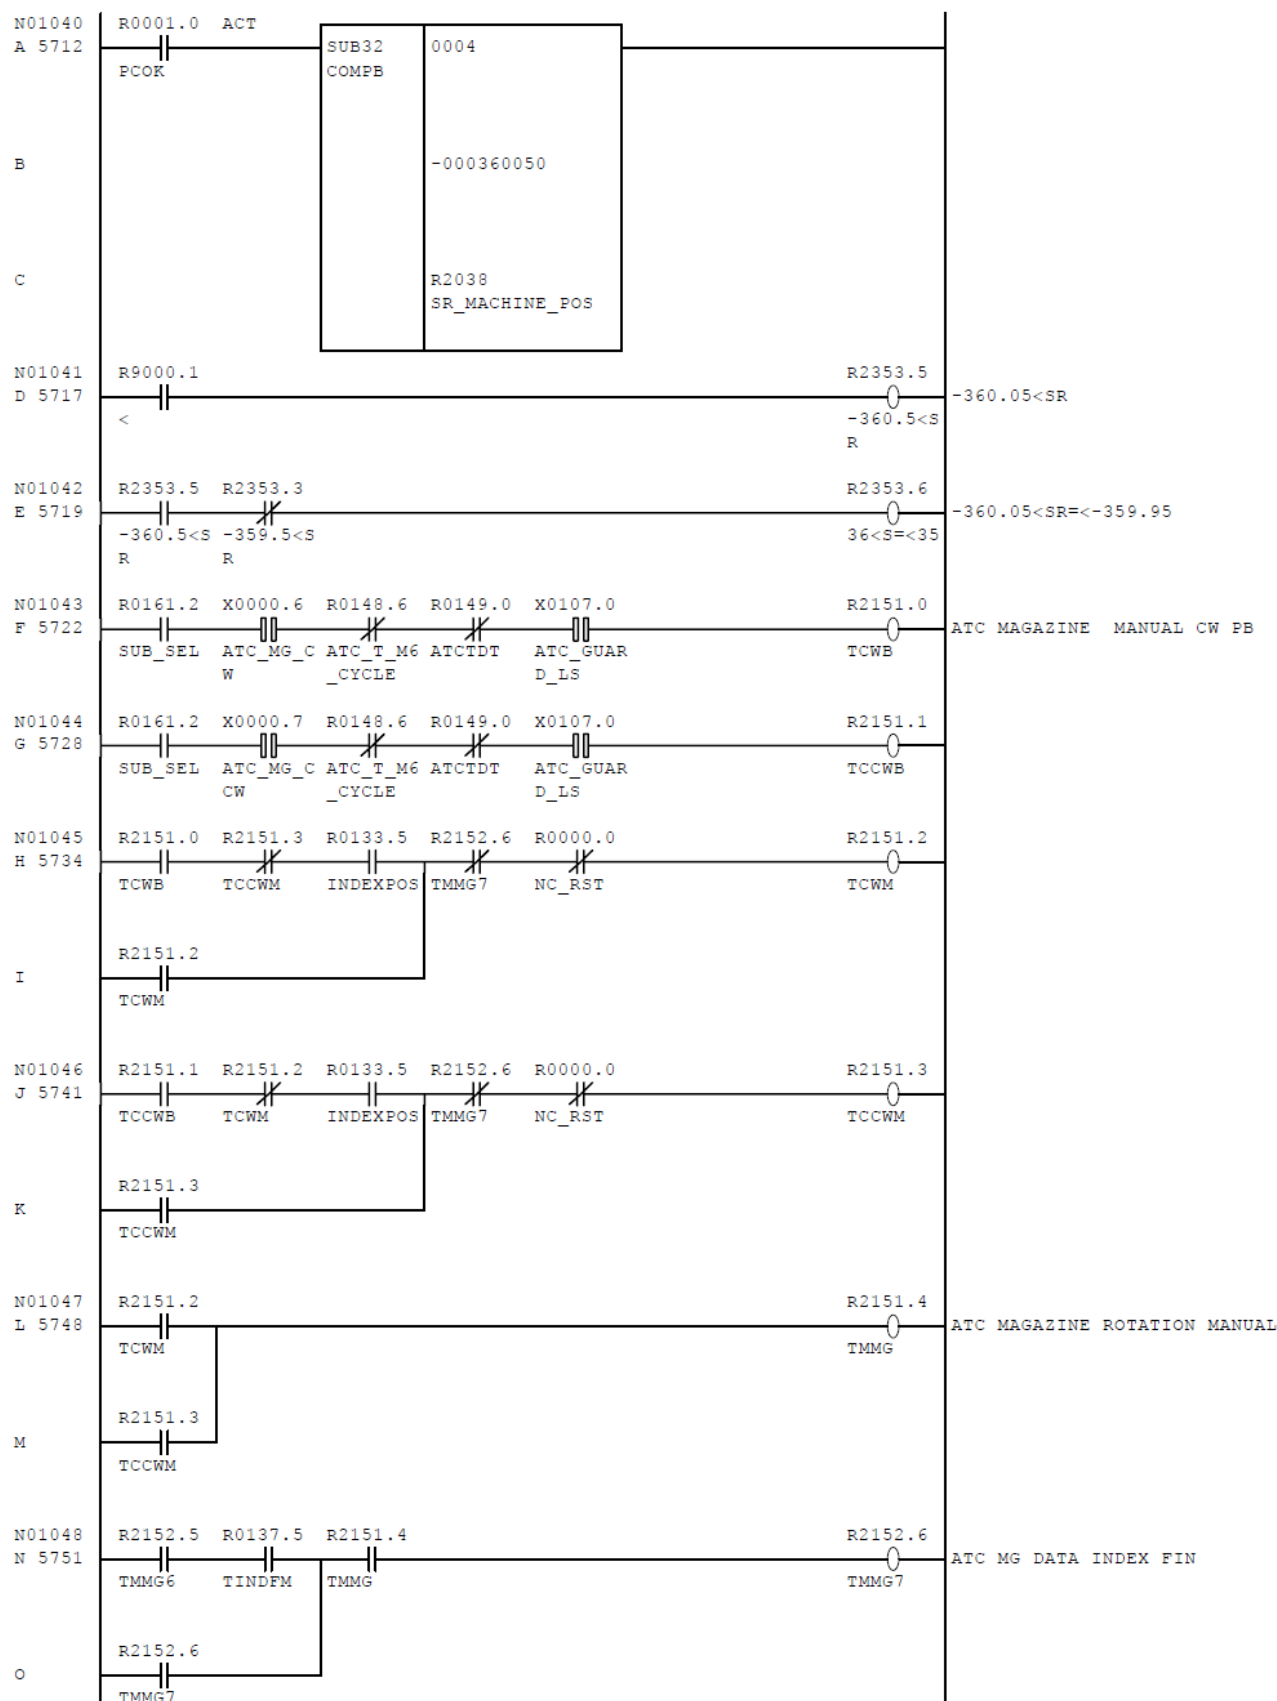 N01040 R0001.0 ACT
A 5712 SUB32 0004
PCOK COMPB
B -000360050
C R2038
SR_MACHINE_POS
N01041 R9000.1 R2353.5
D 5717 -360.05<SR
< -360.5<S
R
N01042 R2353.5 R2353.3 R2353.6
E 5719 -360.05<SR=<-359.95
-360.5<S -359.5<S 36<S=<35
R R
N01043 R0161.2 X0000.6 R0148.6 R0149.0 X0107.0 R2151.0
F 5722 ATC MAGAZINE MANUAL CW PB
SUB_SEL ATC_MG_C ATC_T_M6 ATCTDT ATC_GUAR TCWB
W _CYCLE D_LS
N01044 R0161.2 X0000.7 R0148.6 R0149.0 X0107.0 R2151.1
G 5728
SUB_SEL ATC_MG_C ATC_T_M6 ATCTDT ATC_GUAR TCCWB
CW _CYCLE D_LS
N01045 R2151.0 R2151.3 R0133.5 R2152.6 R0000.0 R2151.2
H 5734
TCWB TCCWM INDEXPOS TMMG7 NC_RST TCWM
R2151.2
I
TCWM
N01046 R2151.1 R2151.2 R0133.5 R2152.6 R0000.0 R2151.3
J 5741
TCCWB TCWM INDEXPOS TMMG7 NC_RST TCCWM
R2151.3
K
TCCWM
N01047 R2151.2 R2151.4
L 5748 ATC MAGAZINE ROTATION MANUAL
TCWM TMMG
R2151.3
M
TCCWM
N01048 R2152.5 R0137.5 R2151.4 R2152.6
N 5751 ATC MG DATA INDEX FIN
TMMG6 TINDFM TMMG TMMG7
R2152.6
O
TMMG7